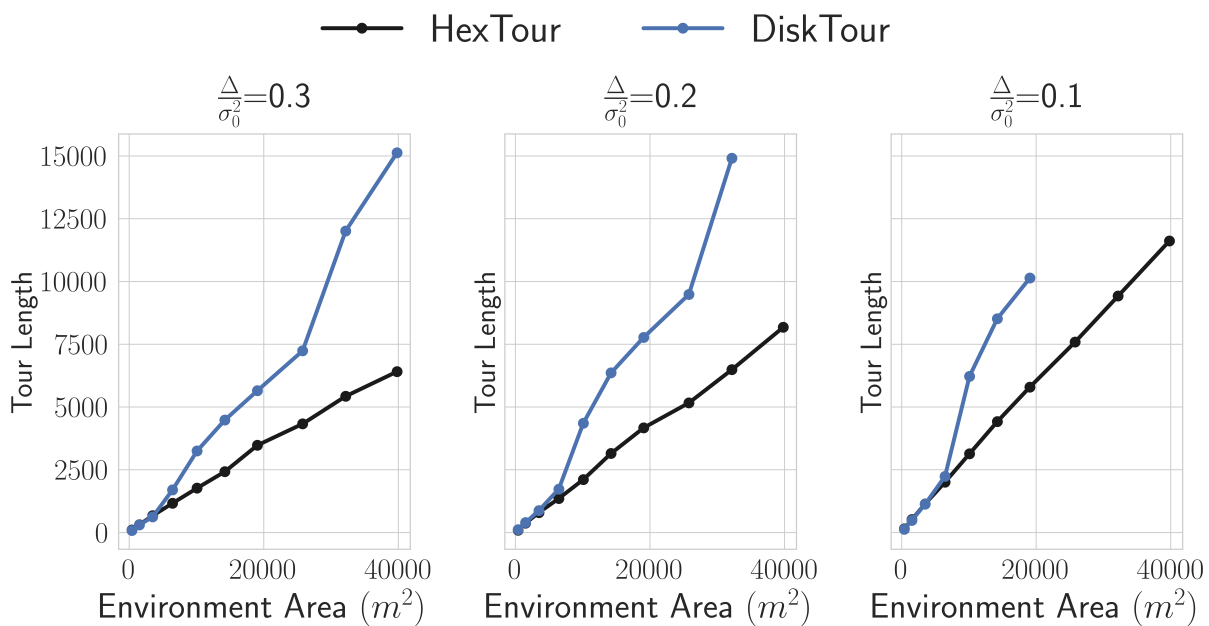 HexTour DiskTour
Δ/σ₀²=0.3 Δ/σ₀²=0.2 Δ/σ₀²=0.1
15000
12500
10000
7500
5000
2500
0
Tour Length Tour Length Tour Length
0 20000 40000 0 20000 40000 0 20000 40000
Environment Area (m²) Environment Area (m²) Environment Area (m²)